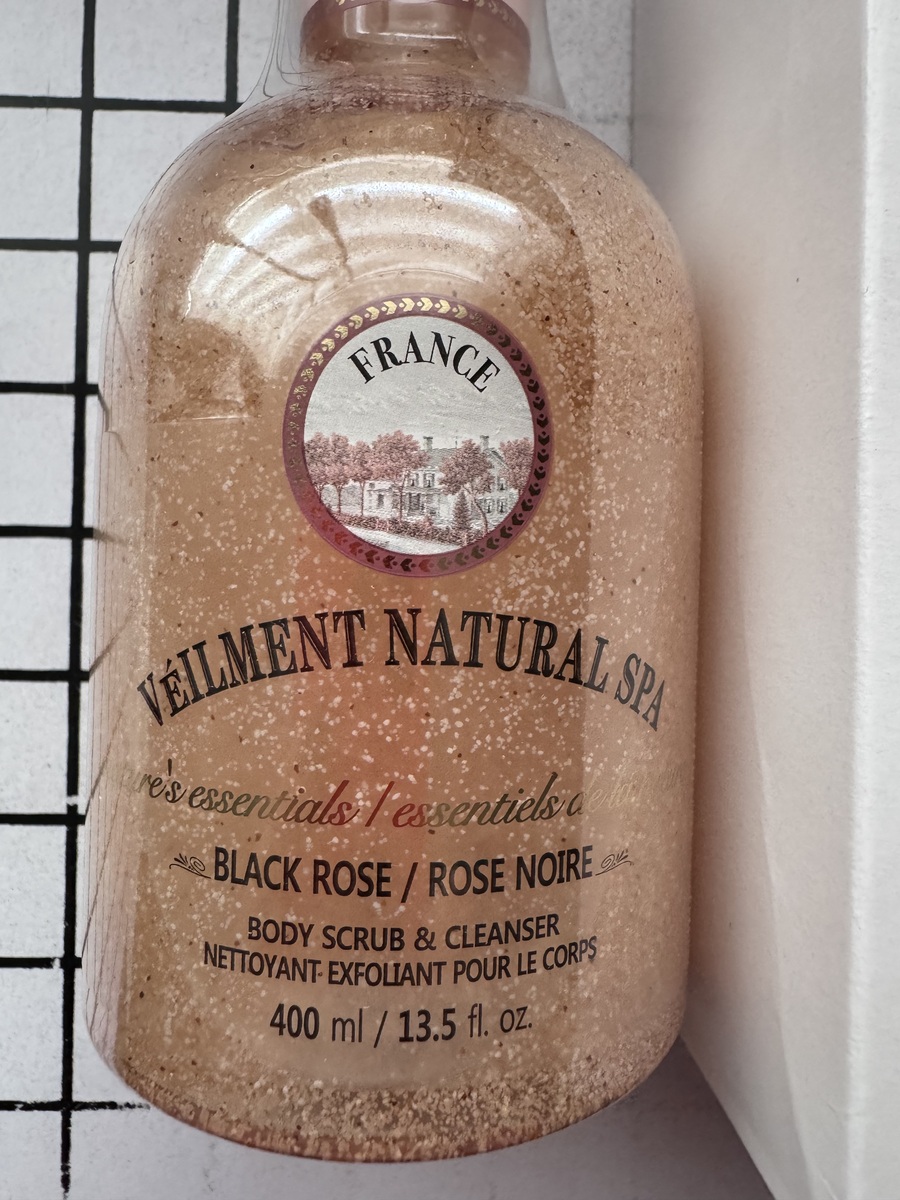 FRANCE
VÉILMENT NATURAL SPA
essentials / essentiels
BLACK ROSE / ROSE NOIRE
BODY SCRUB & CLEANSER
NETTOYANT-EXFOLIANT POUR LE CORPS
400 ml / 13.5 fl. oz.